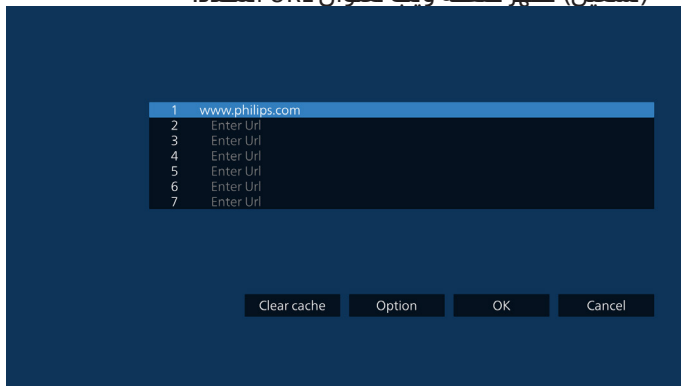 1 www.philips.com
2 Enter Url
3 Enter Url
4 Enter Url
5 Enter Url
6 Enter Url
7 Enter Url
Clear cache Option OK Cancel